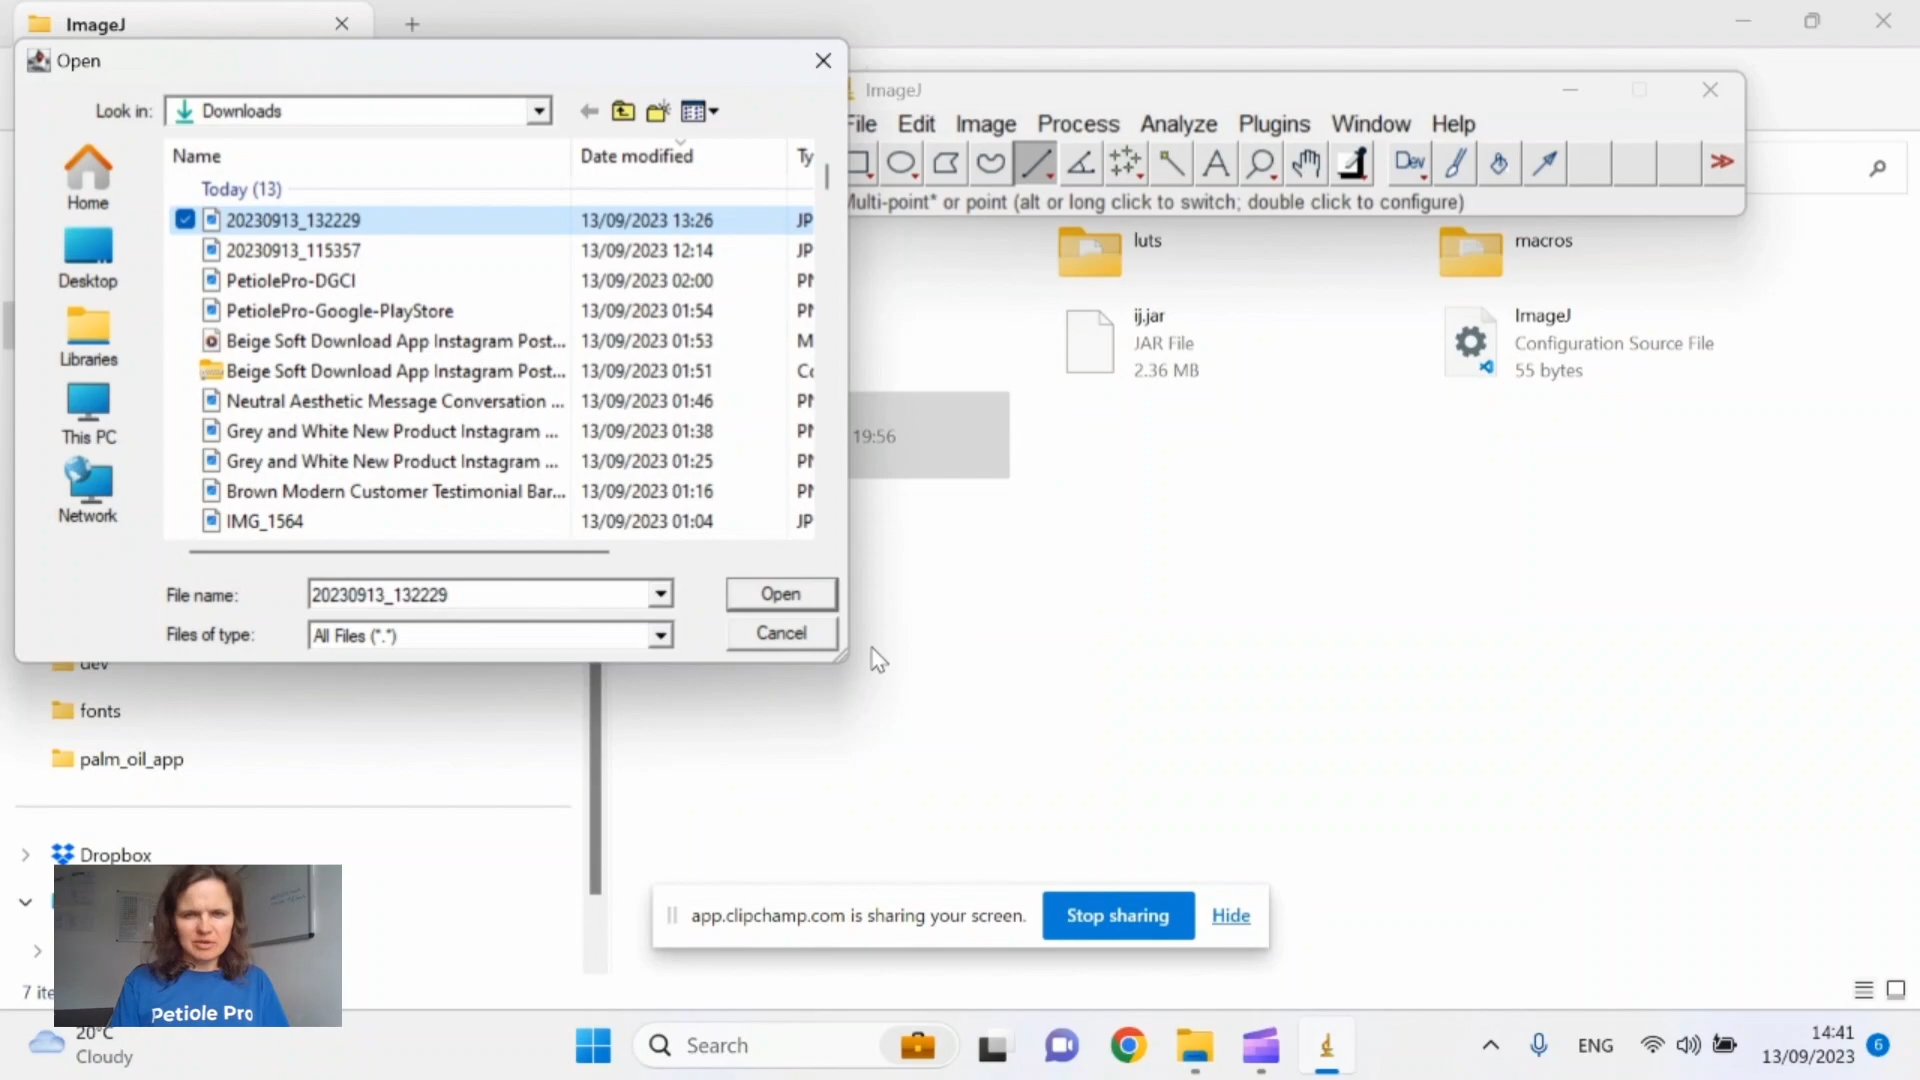 ImageJ
Open
Look in: Downloads
Home
Desktop
Libraries
This PC
Network
Name Date modified Ty
Today (13)
20230913_132229 13/09/2023 13:26 JP
20230913_115357 13/09/2023 12:14 JP
PetiolePro-DGCI 13/09/2023 02:00
PetiolePro-Google-PlayStore 13/09/2023 01:54
Beige Soft Download App Instagram Post... 13/09/2023 01:53 M
Beige Soft Download App Instagram Post... 13/09/2023 01:51
Neutral Aesthetic Message Conversation ... 13/09/2023 01:46
Grey and White New Product Instagram ... 13/09/2023 01:38
Grey and White New Product Instagram ... 13/09/2023 01:25
Brown Modern Customer Testimonial Bar... 13/09/2023 01:16
IMG_1564 13/09/2023 01:04 JP
File name: 20230913_132229 Open
Files of type: All Files (*.*) Cancel
ImageJ
File Edit Image Process Analyze Plugins Window Help
A Dev
Multi-point* or point (alt or long click to switch; double click to configure)
luts
macros
ij.jar
JAR File
2.36 MB
ImageJ
Configuration Source File
55 bytes
19:56
dev
fonts
palm_oil_app
Dropbox
7 ite
Petiole Pro
app.clipchamp.com is sharing your screen. Stop sharing Hide
20°C
Cloudy
Search
ENG
14:41
13/09/2023
6